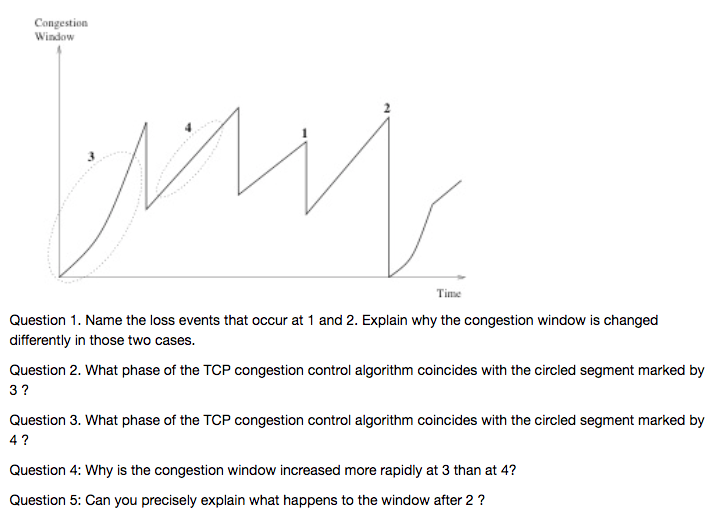 Congestion
Window
2
4
1
3
Time
Question 1. Name the loss events that occur at 1 and 2. Explain why the congestion window is changed
differently in those two cases.
Question 2. What phase of the TCP congestion control algorithm coincides with the circled segment marked by
3 ?
Question 3. What phase of the TCP congestion control algorithm coincides with the circled segment marked by
4 ?
Question 4: Why is the congestion window increased more rapidly at 3 than at 4?
Question 5: Can you precisely explain what happens to the window after 2 ?